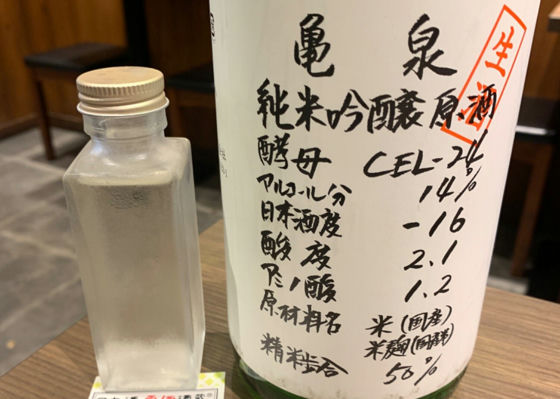 亀泉
生酒
純米吟醸原酒
酵母 CEL-24
アルコール分 14%
日本酒度 -16
酸度 2.1
アミノ酸 1.2
原材料名 米(国産)
米麹(国産米)
精米歩合 50%